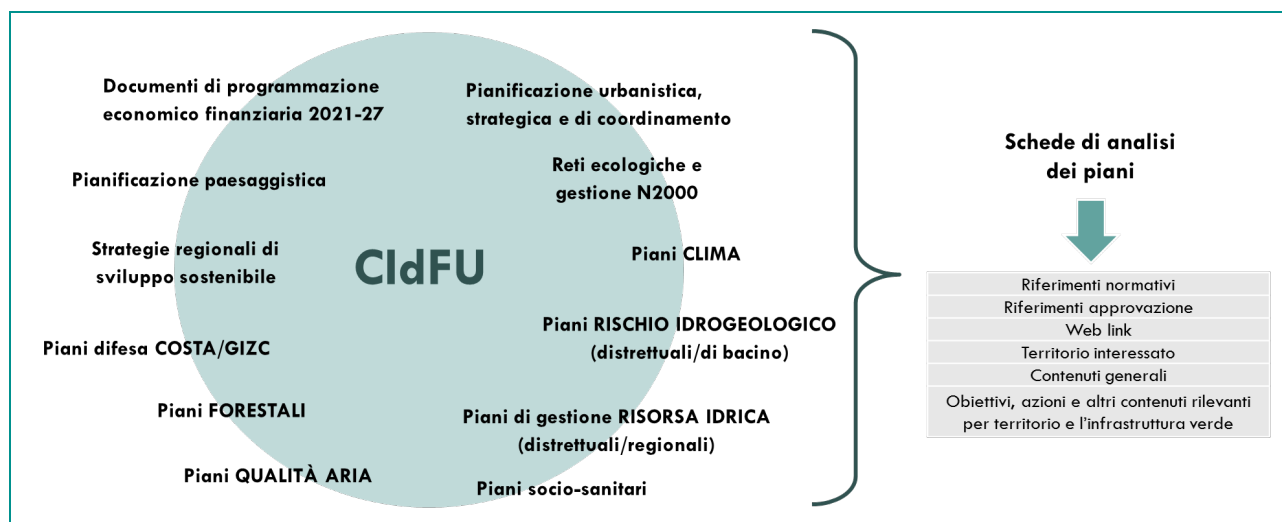 Documenti di programmazione
economico finanziaria 2021-27
Pianificazione paesaggistica
Strategie regionali di
sviluppo sostenibile
Piani difesa COSTA/GIZC
Piani FORESTALI
Piani QUALITÀ ARIA
CIdFU
Pianificazione urbanistica,
strategica e di coordinamento
Reti ecologiche e
gestione N2000
Piani CLIMA
Piani RISCHIO IDROGEOLOGICO
(distrettuali/di bacino)
Piani di gestione RISORSA IDRICA
(distrettuali/regionali)
Piani socio-sanitari
Schede di analisi
dei piani
Riferimenti normativi
Riferimenti approvazione
Web link
Territorio interessato
Contenuti generali
Obiettivi, azioni e altri contenuti rilevanti
per territorio e l'infrastruttura verde